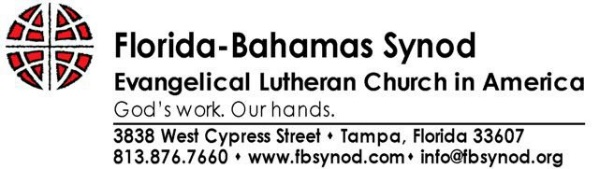 Florida-Bahamas Synod
Evangelical Lutheran Church in America
God's work. Our hands.
3838 West Cypress Street • Tampa, Florida 33607
813.876.7660 • www.fbsynod.com• info@fbsynod.org